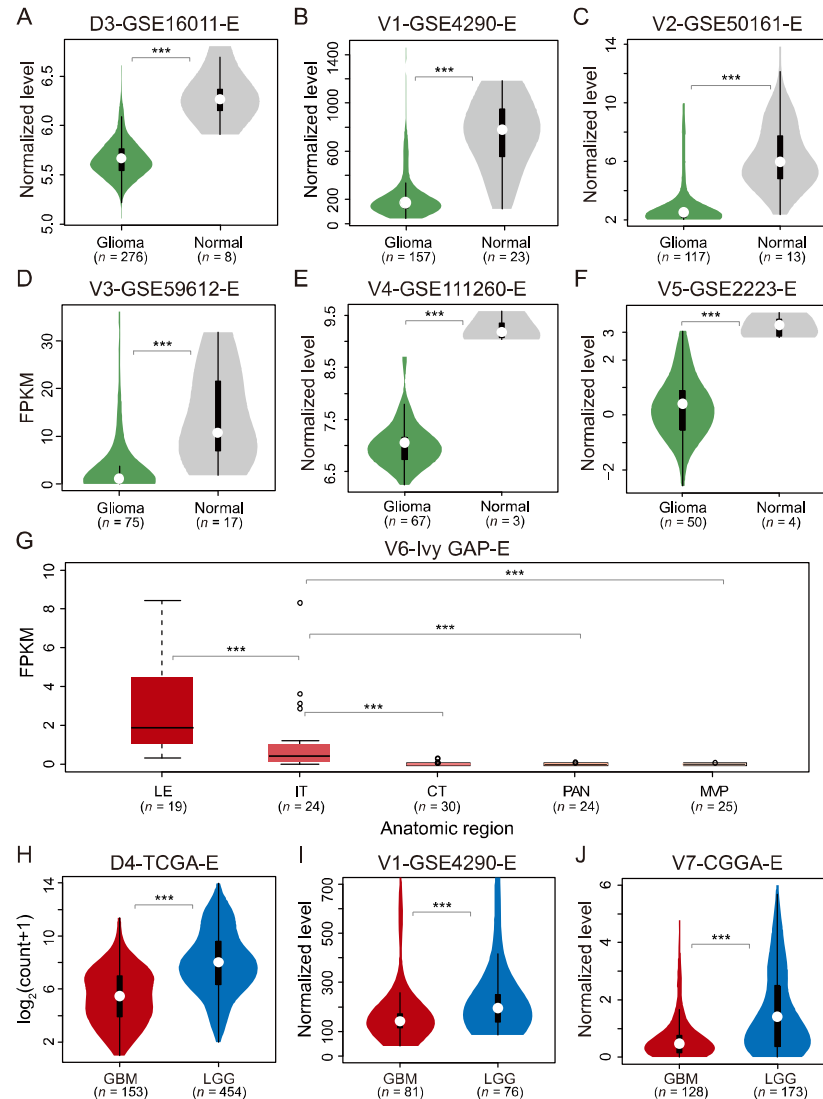 A
D3-GSE16011-E
Normalized level
6.5
6.0
5.5
5.0
***
Glioma
Normal
(n = 276)
(n = 8)
B
V1-GSE4290-E
Normalized level
1400
1000
600
200
0
***
Glioma
Normal
(n = 157)
(n = 23)
C
V2-GSE50161-E
Normalized level
14
10
6
2
***
Glioma
Normal
(n = 117)
(n = 13)
D
V3-GSE59612-E
FPKM
30
20
10
0
***
Glioma
Normal
(n = 75)
(n = 17)
E
V4-GSE111260-E
Normalized level
9.5
8.5
7.5
6.5
***
Glioma
Normal
(n = 67)
(n = 3)
F
V5-GSE2223-E
Normalized level
3
2
0
−2
***
Glioma
Normal
(n = 50)
(n = 4)
G
V6-Ivy GAP-E
FPKM
10
8
6
4
2
0
***
***
***
***
LE
IT
CT
PAN
MVP
(n = 19)
(n = 24)
(n = 30)
(n = 24)
(n = 25)
Anatomic region
H
D4-TCGA-E
log₂(count+1)
14
10
6
2
***
GBM
LGG
(n = 153)
(n = 454)
I
V1-GSE4290-E
Normalized level
700
500
300
100
0
***
GBM
LGG
(n = 81)
(n = 76)
J
V7-CGGA-E
Normalized level
6
4
2
0
***
GBM
LGG
(n = 128)
(n = 173)